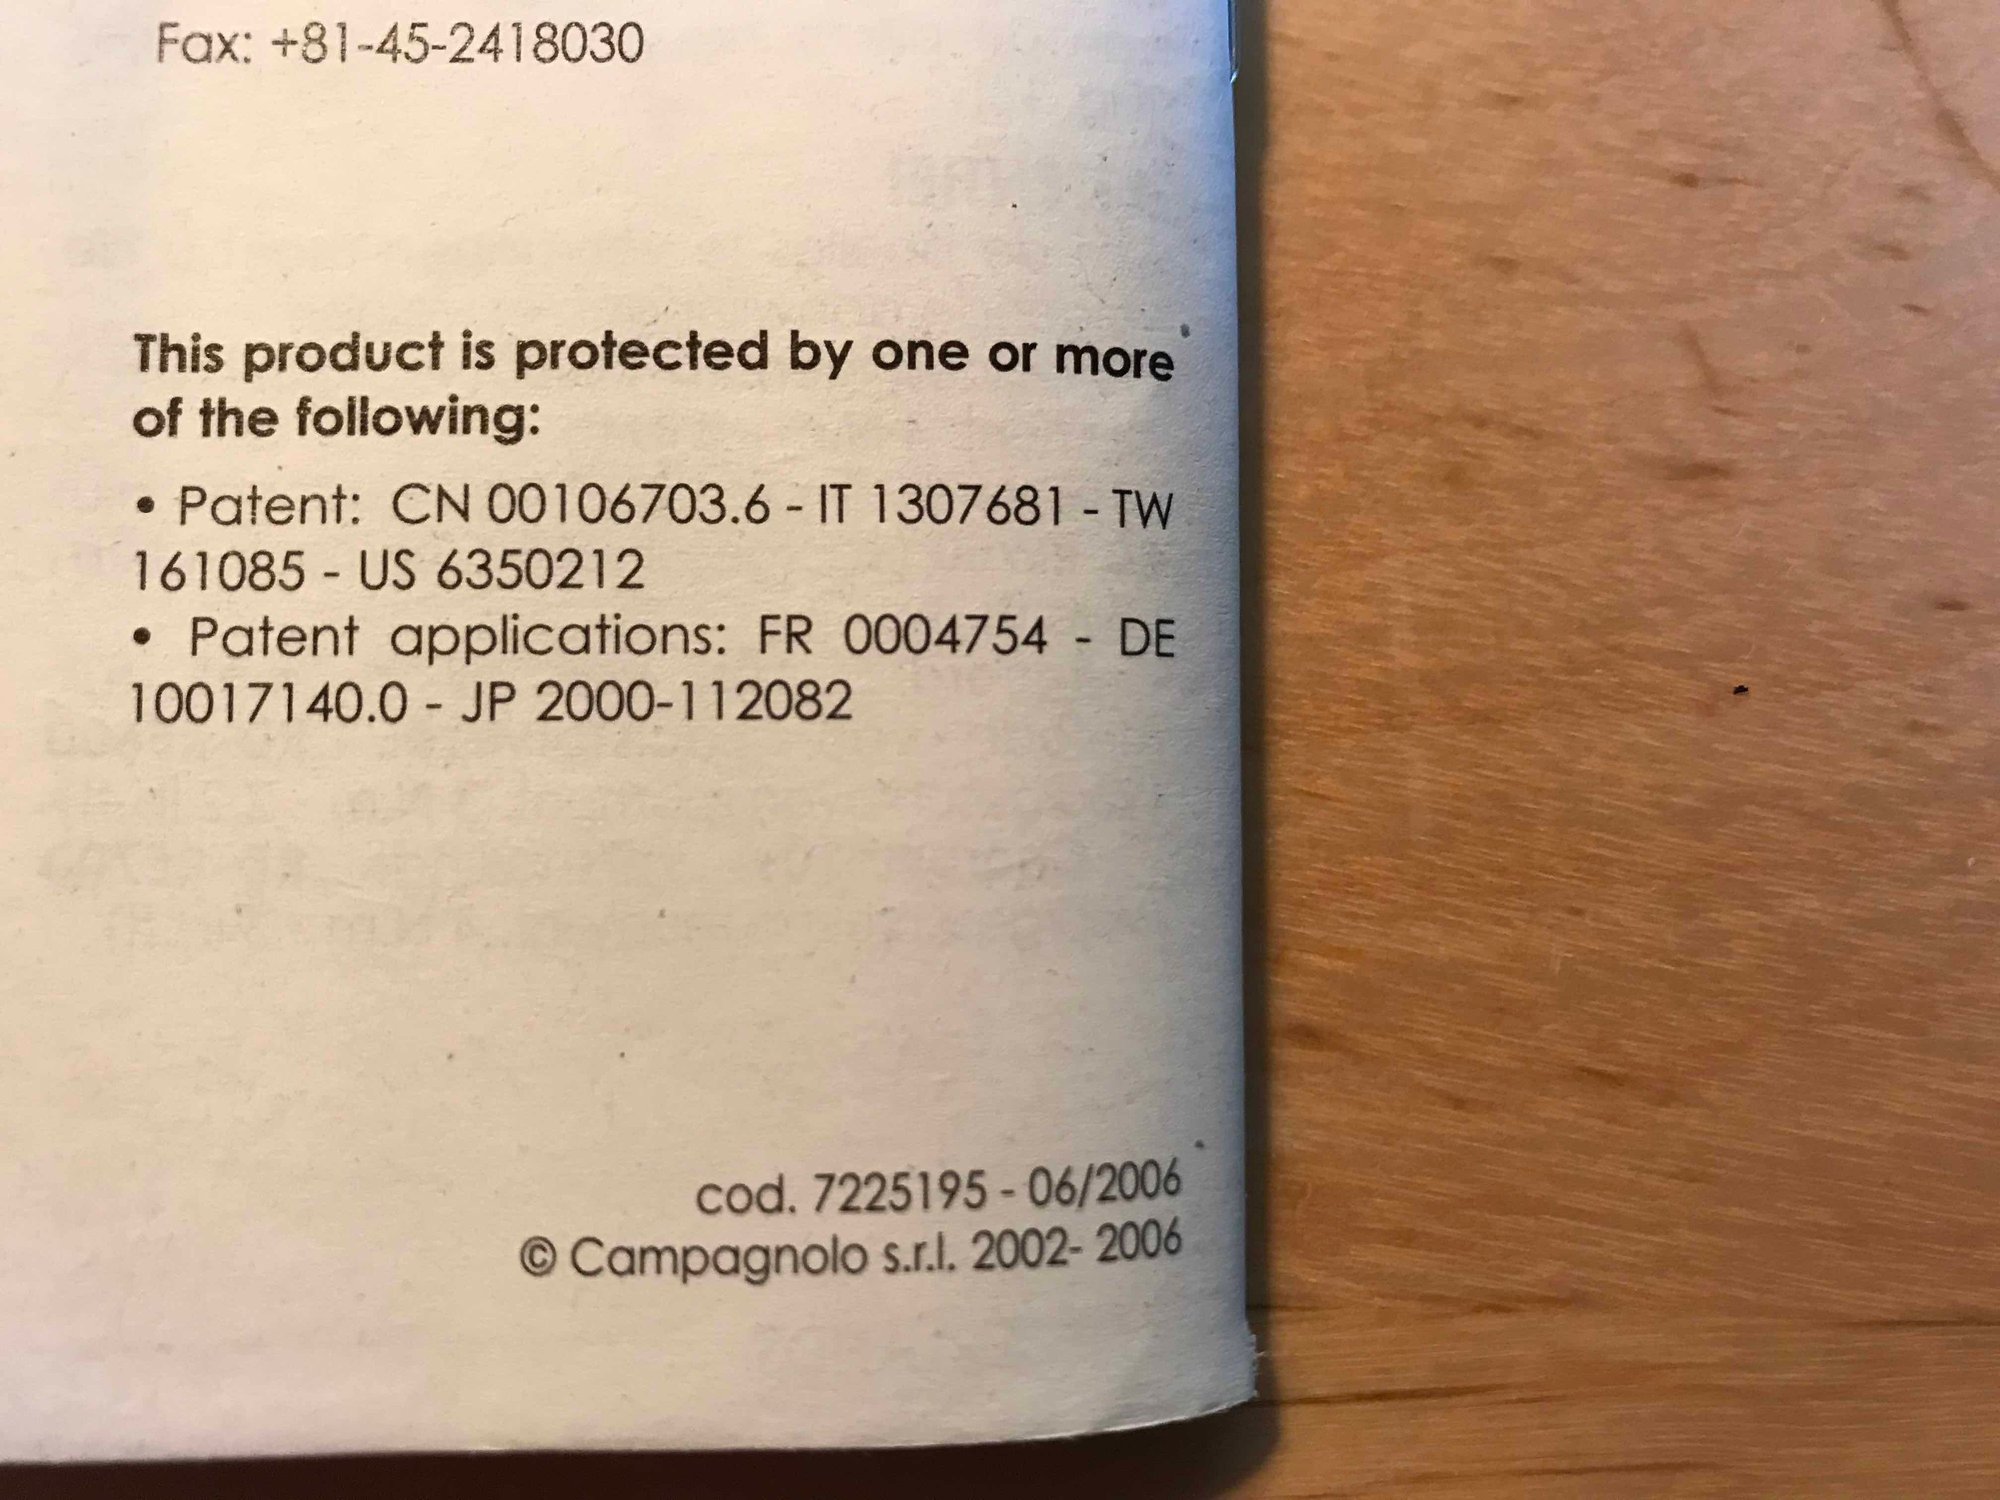 Fax: +81-45-2418030
This product is protected by one or more
of the following:
• Patent: CN 00106703.6 - IT 1307681 - TW
161085 - US 6350212
• Patent applications: FR 0004754 - DE
10017140.0 - JP 2000-112082
cod. 7225195 - 06/2006
© Campagnolo s.r.l. 2002- 2006